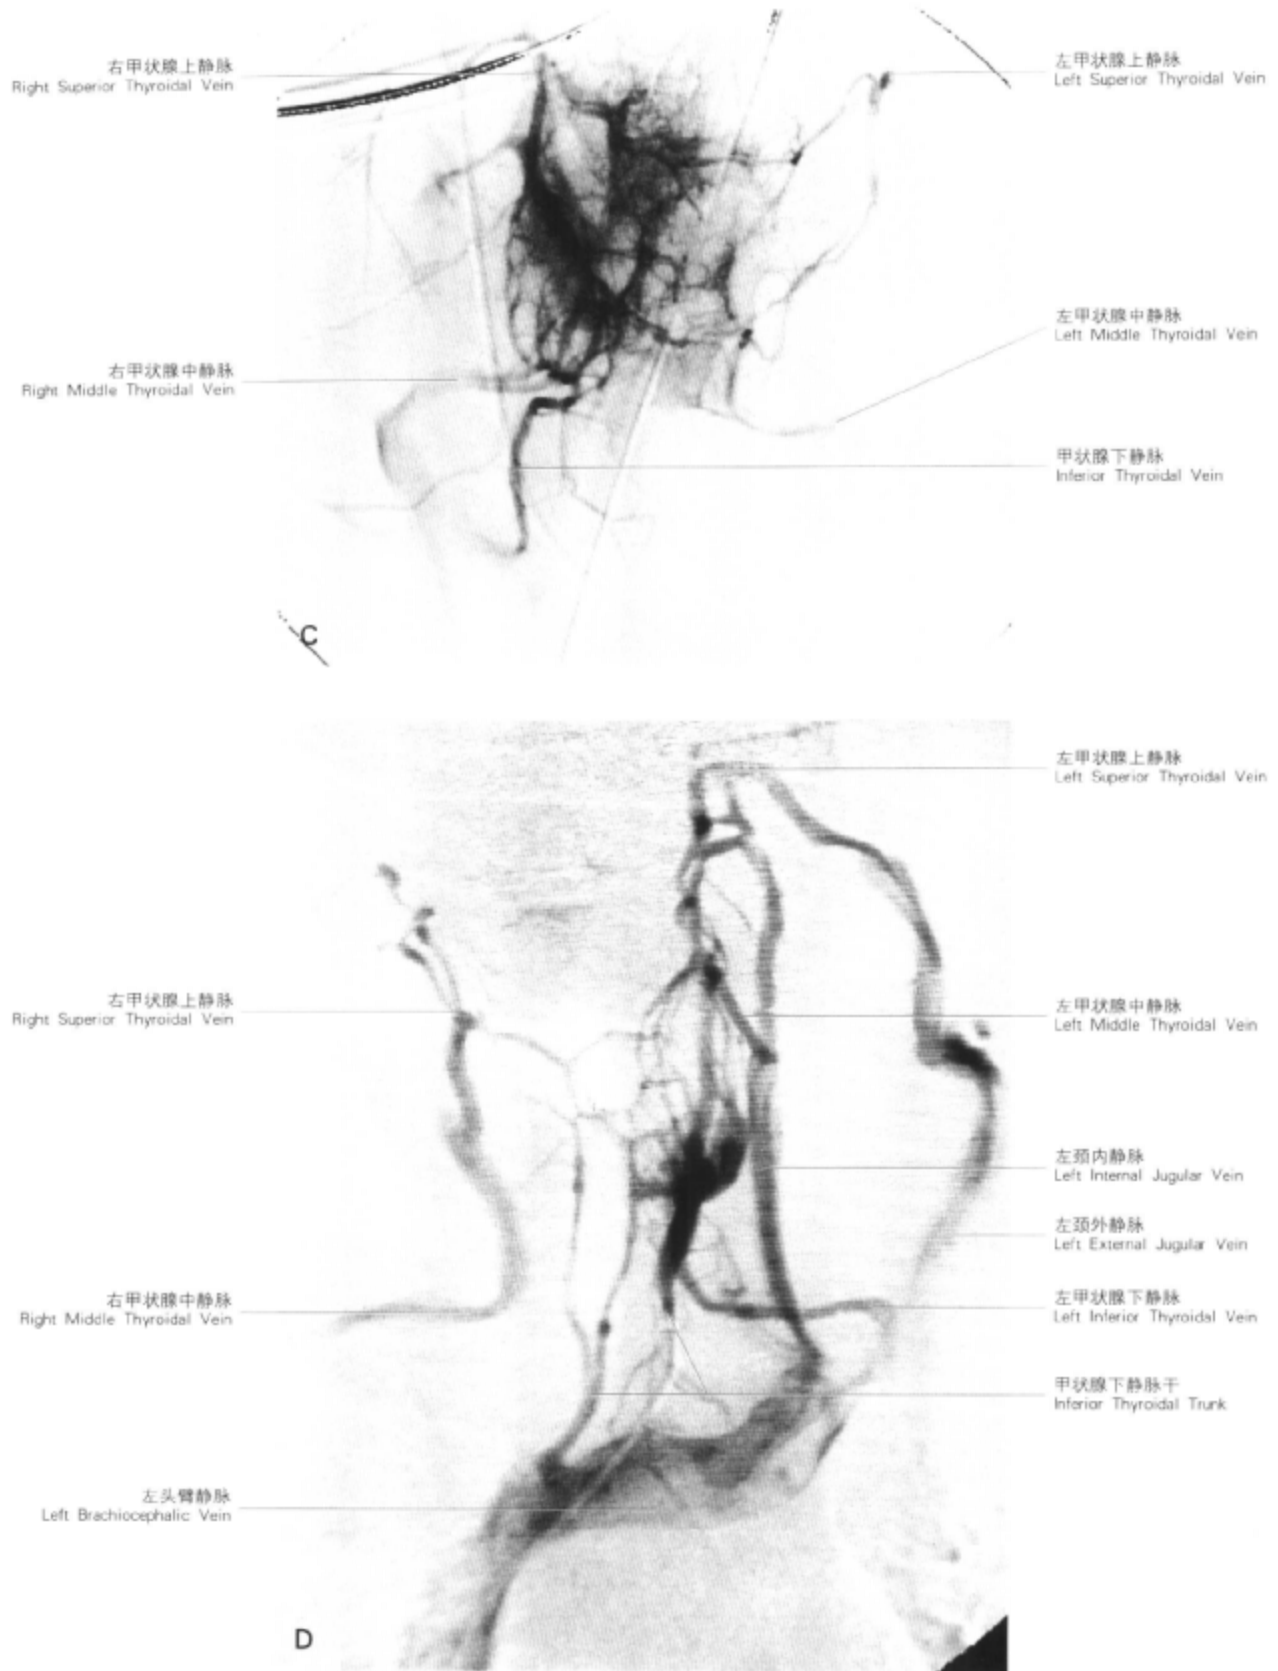 右甲状腺上静脉
Right Superior Thyroidal Vein
左甲状腺上静脉
Left Superior Thyroidal Vein
左甲状腺中静脉
Left Middle Thyroidal Vein
右甲状腺中静脉
Right Middle Thyroidal Vein
甲状腺下静脉
Inferior Thyroidal Vein
C
左甲状腺上静脉
Left Superior Thyroidal Vein
右甲状腺上静脉
Right Superior Thyroidal Vein
左甲状腺中静脉
Left Middle Thyroidal Vein
左颈内静脉
Left Internal Jugular Vein
左颈外静脉
Left External Jugular Vein
右甲状腺中静脉
Right Middle Thyroidal Vein
左甲状腺下静脉
Left Inferior Thyroidal Vein
甲状腺下静脉干
Inferior Thyroidal Trunk
左头臂静脉
Left Brachiocephalic Vein
D